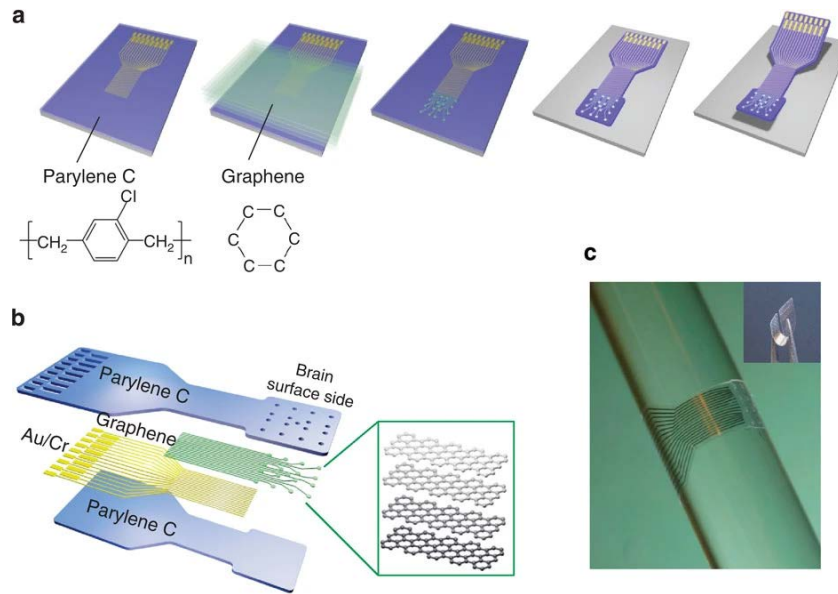 a
Parylene C
Graphene
Cl
CH2
CH2
n
C C
C C
C C
b
Parylene C
Brain
surface side
Graphene
Au/Cr
Parylene C
c